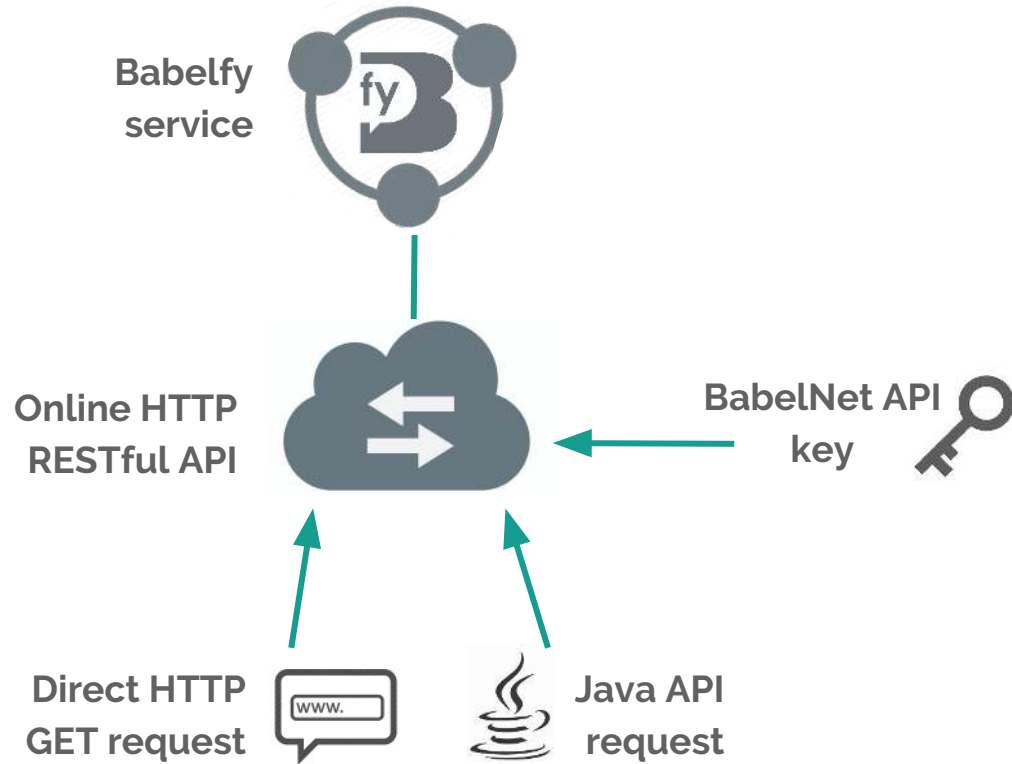 Babelfy
service
fy B
Online HTTP
RESTful API
BabelNet API
key
Direct HTTP
GET request
www.
Java API
request